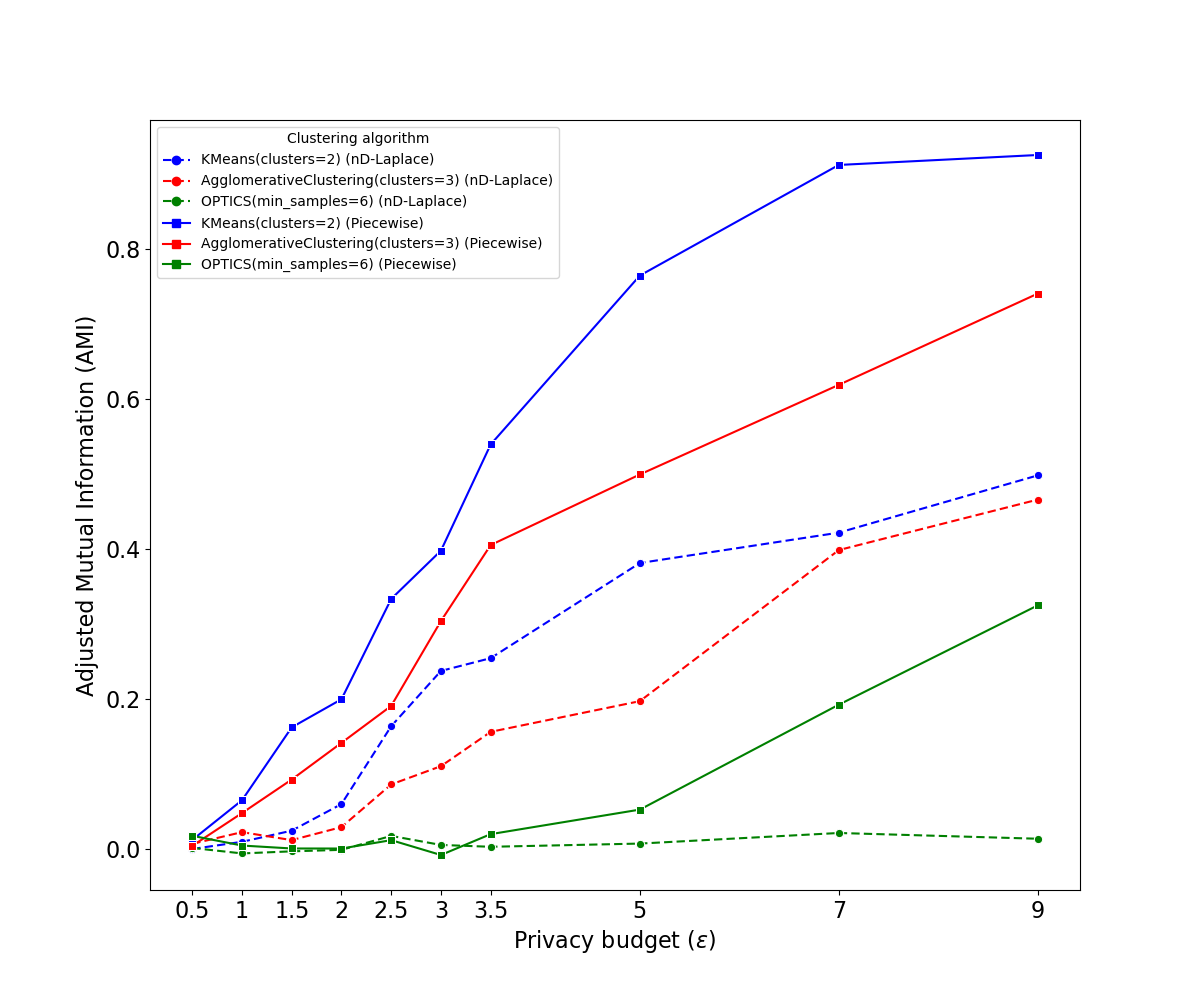 Clustering algorithm
KMeans(clusters=2) (nD-Laplace)
AgglomerativeClustering(clusters=3) (nD-Laplace)
OPTICS(min_samples=6) (nD-Laplace)
KMeans(clusters=2) (Piecewise)
AgglomerativeClustering(clusters=3) (Piecewise)
OPTICS(min_samples=6) (Piecewise)
Adjusted Mutual Information (AMI)
0.8
0.6
0.4
0.2
0.0
0.5 1 1.5 2 2.5 3 3.5 5 7 9
Privacy budget (ε)